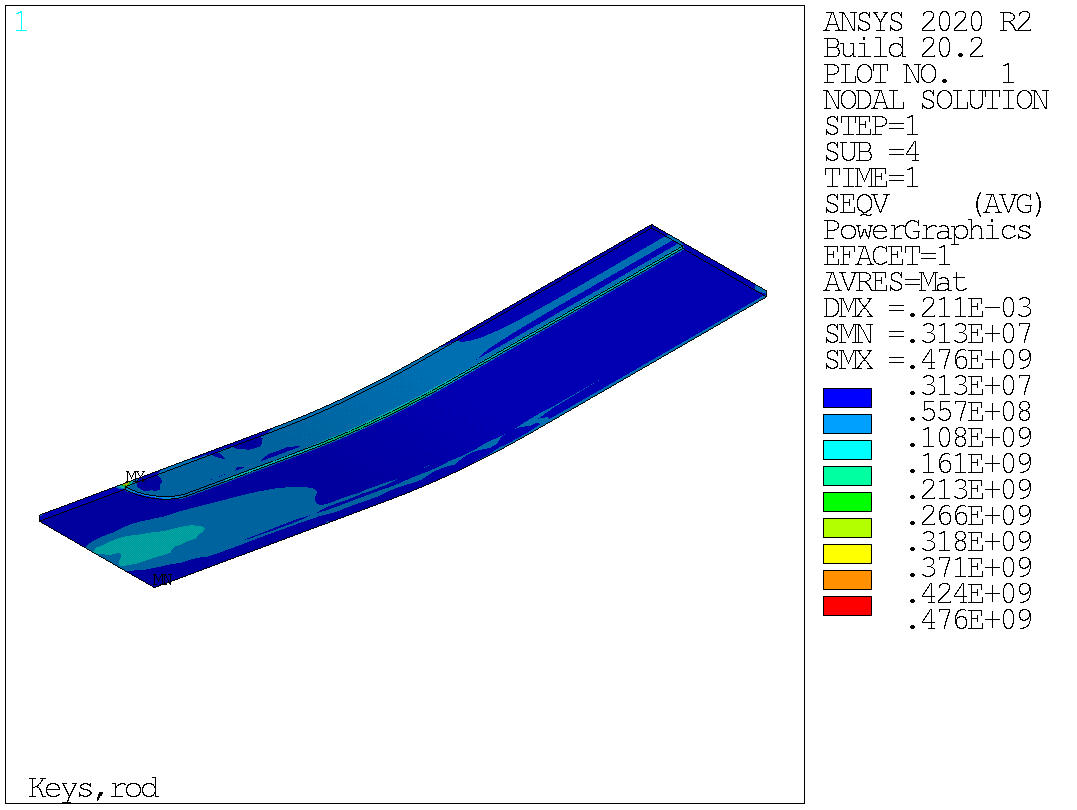 1
ANSYS 2020 R2
Build 20.2
PLOT NO. 1
NODAL SOLUTION
STEP=1
SUB =4
TIME=1
SEQV (AVG)
PowerGraphics
EFACET=1
AVRES=Mat
DMX =.211E-03
SMN =.313E+07
SMX =.476E+09
.313E+07
.557E+08
.108E+09
.161E+09
.213E+09
.266E+09
.318E+09
.371E+09
.424E+09
.476E+09
MX
MN
Keys,rod